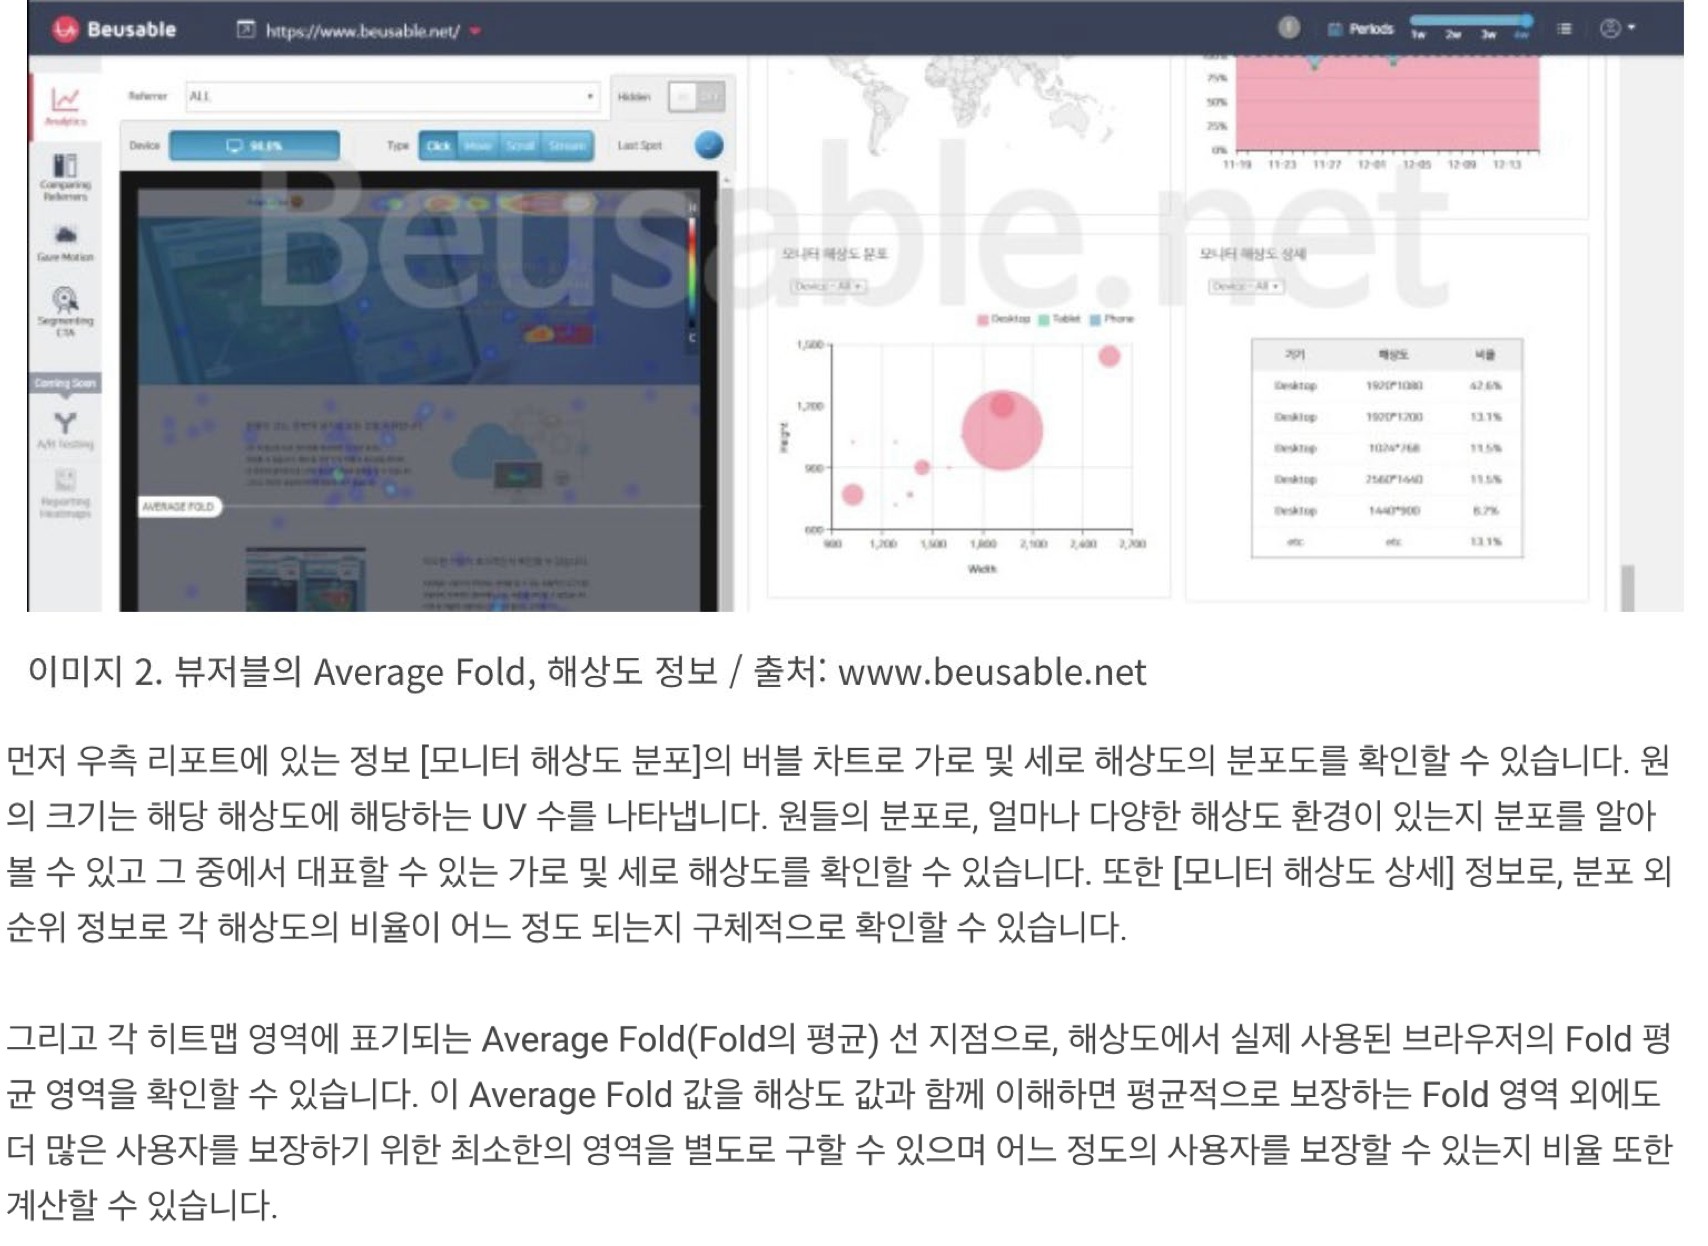 Beusable
https://www.beusable.net/
Periods
1w 2w 3w 4w
Analytics
Comparing
Referrers
Gaze Motion
Segmenting
CTA
Coming Soon
A/B Testing
Reporting
Heatmaps
Referrer
ALL
Hidden
Device
98.8%
Type
Click Move Scroll Stream
Last Spot
Beusable.net
AVERAGE FOLD
75%
50%
25%
0%
11-19 11-23 11-27 12-01 12-05 12-09 12-13
모니터 해상도 분포
Device - All
Desktop Tablet Phone
1,500
1,200
900
600
Height
900 1,200 1,500 1,800 2,100 2,400 2,700
Width
모니터 해상도 상세
Device - All
기기 해상도 비율
Desktop 1920*1080 42.6%
Desktop 1920*1200 13.1%
Desktop 1024*768 11.5%
Desktop 2560*1440 11.5%
Desktop 1440*900 8.2%
etc. etc. 13.1%
이미지 2. 뷰저블의 Average Fold, 해상도 정보 / 출처: www.beusable.net
먼저 우측 리포트에 있는 정보 [모니터 해상도 분포]의 버블 차트로 가로 및 세로 해상도의 분포도를 확인할 수 있습니다. 원
의 크기는 해당 해상도에 해당하는 UV 수를 나타냅니다. 원들의 분포로, 얼마나 다양한 해상도 환경이 있는지 분포를 알아
볼 수 있고 그 중에서 대표할 수 있는 가로 및 세로 해상도를 확인할 수 있습니다. 또한 [모니터 해상도 상세] 정보로, 분포 외
순위 정보로 각 해상도의 비율이 어느 정도 되는지 구체적으로 확인할 수 있습니다.
그리고 각 히트맵 영역에 표기되는 Average Fold(Fold의 평균) 선 지점으로, 해상도에서 실제 사용된 브라우저의 Fold 평
균 영역을 확인할 수 있습니다. 이 Average Fold 값을 해상도 값과 함께 이해하면 평균적으로 보장하는 Fold 영역 외에도
더 많은 사용자를 보장하기 위한 최소한의 영역을 별도로 구할 수 있으며 어느 정도의 사용자를 보장할 수 있는지 비율 또한
계산할 수 있습니다.